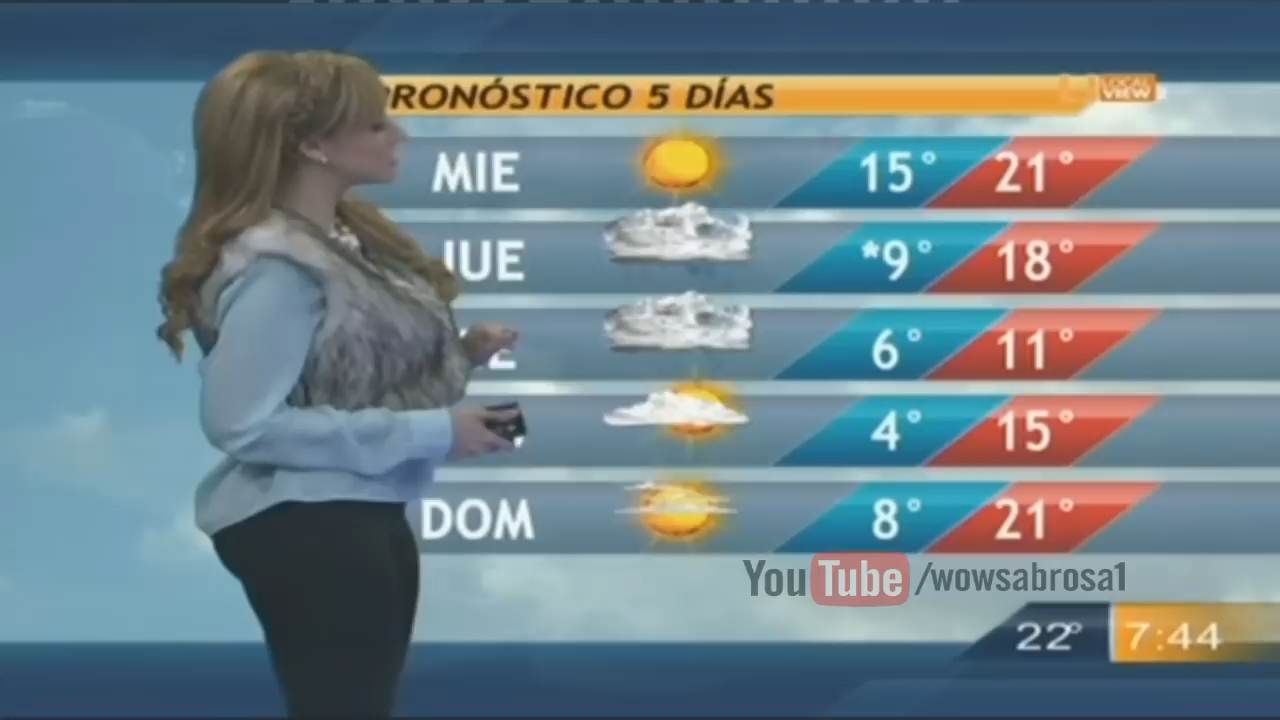 PRONÓSTICO 5 DÍAS
LOCAL VIEW
MIE 15° 21°
JUE *9° 18°
6° 11°
4° 15°
DOM 8° 21°
YouTube/wowsabrosa1
22° 7:44